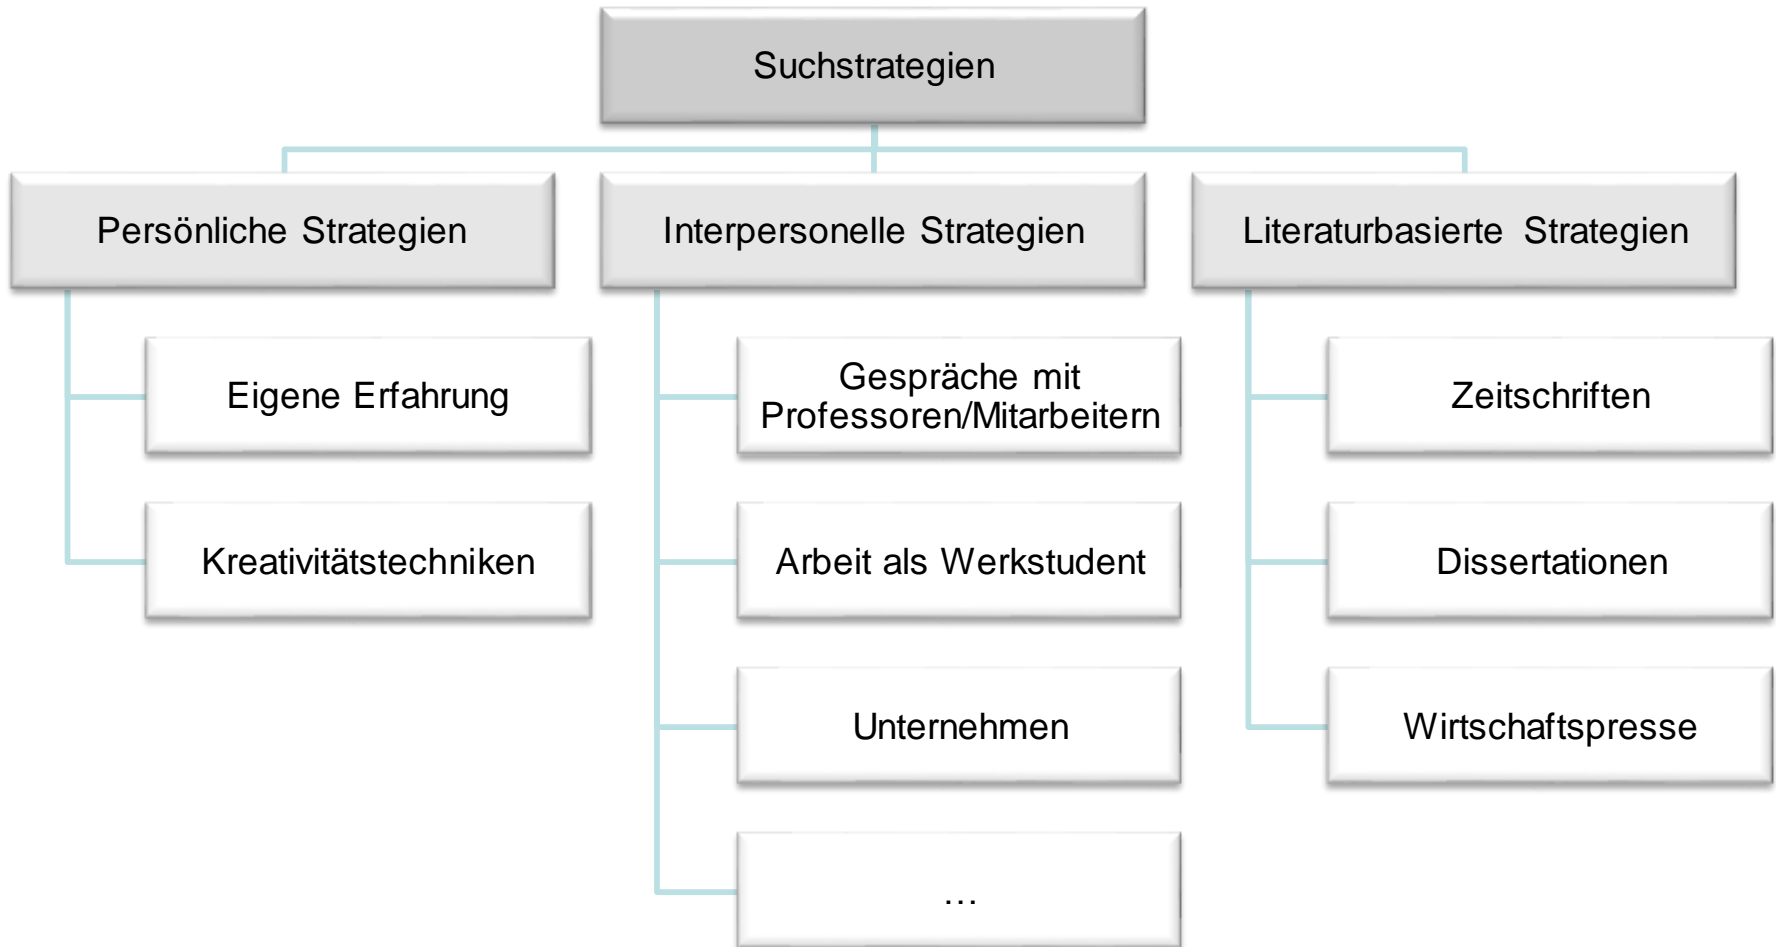 Suchstrategien
Persönliche Strategien
Eigene Erfahrung
Kreativitätstechniken
Interpersonelle Strategien
Gespräche mit
Professoren/Mitarbeitern
Arbeit als Werkstudent
Unternehmen
…
Literaturbasierte Strategien
Zeitschriften
Dissertationen
Wirtschaftspresse